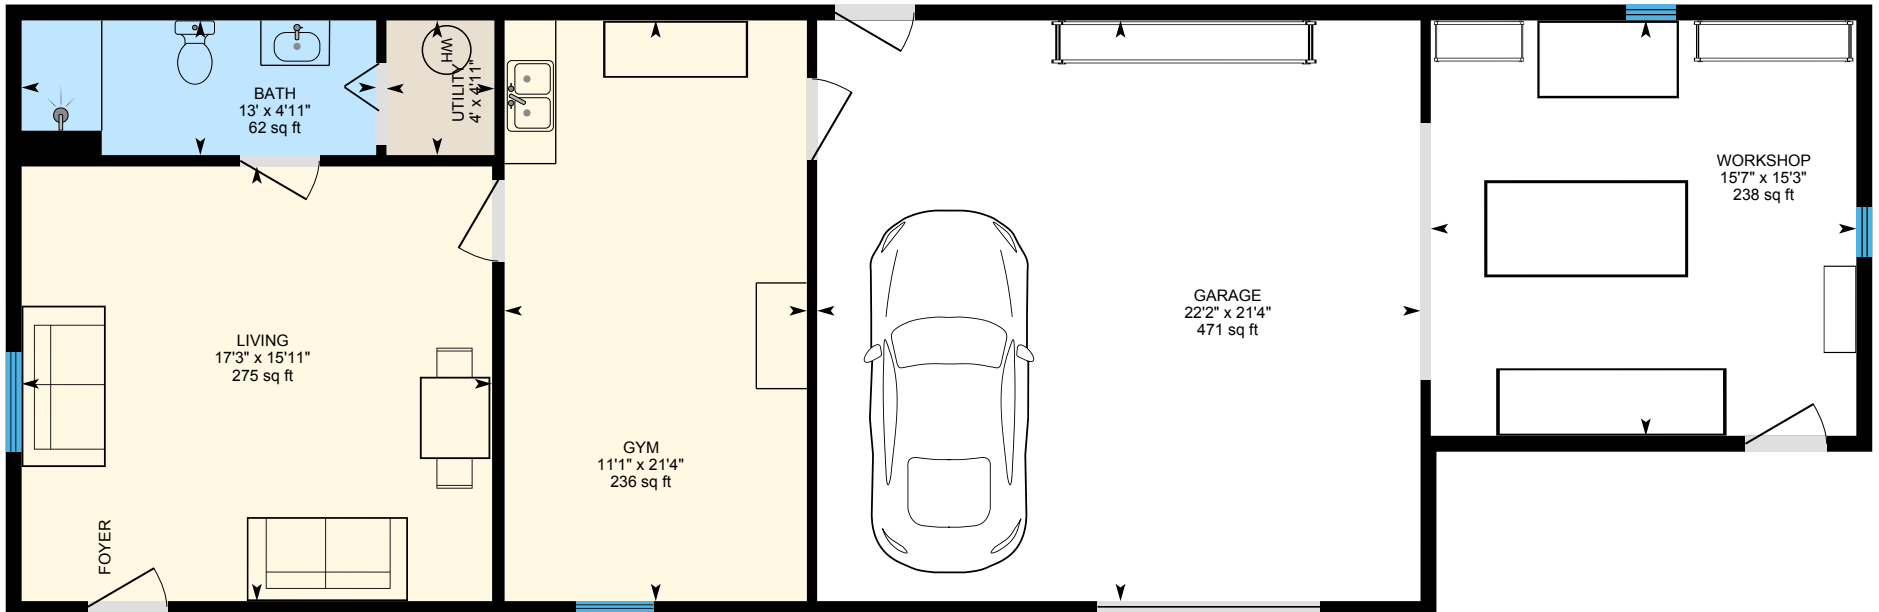 BATH
13' x 4'11"
62 sq ft
HW
UTILITY
4' x 4'11"
WORKSHOP
15'7" x 15'3"
238 sq ft
GARAGE
22'2" x 21'4"
471 sq ft
LIVING
17'3" x 15'11"
275 sq ft
GYM
11'1" x 21'4"
236 sq ft
FOYER